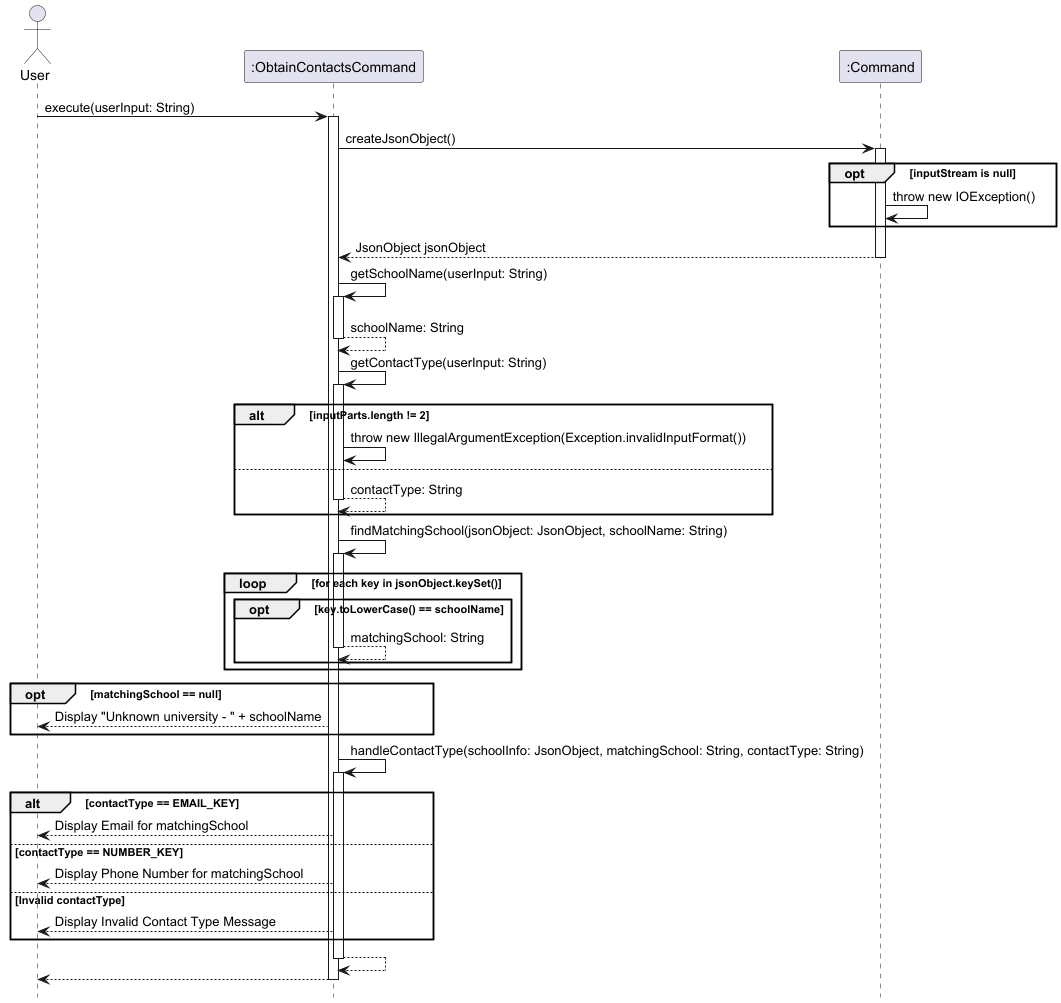 User
:ObtainContactsCommand
:Command
execute(userInput: String)
createJsonObject()
opt [inputStream is null]
throw new IOException()
JsonObject jsonObject
getSchoolName(userInput: String)
schoolName: String
getContactType(userInput: String)
alt [inputParts.length != 2]
throw new IllegalArgumentException(Exception.invalidInputFormat())
contactType: String
findMatchingSchool(jsonObject: JsonObject, schoolName: String)
loop [for each key in jsonObject.keySet()]
opt [key.toLowerCase() == schoolName]
matchingSchool: String
opt [matchingSchool == null]
Display "Unknown university - " + schoolName
handleContactType(schoolInfo: JsonObject, matchingSchool: String, contactType: String)
alt [contactType == EMAIL_KEY]
Display Email for matchingSchool
[contactType == NUMBER_KEY]
Display Phone Number for matchingSchool
[Invalid contactType]
Display Invalid Contact Type Message